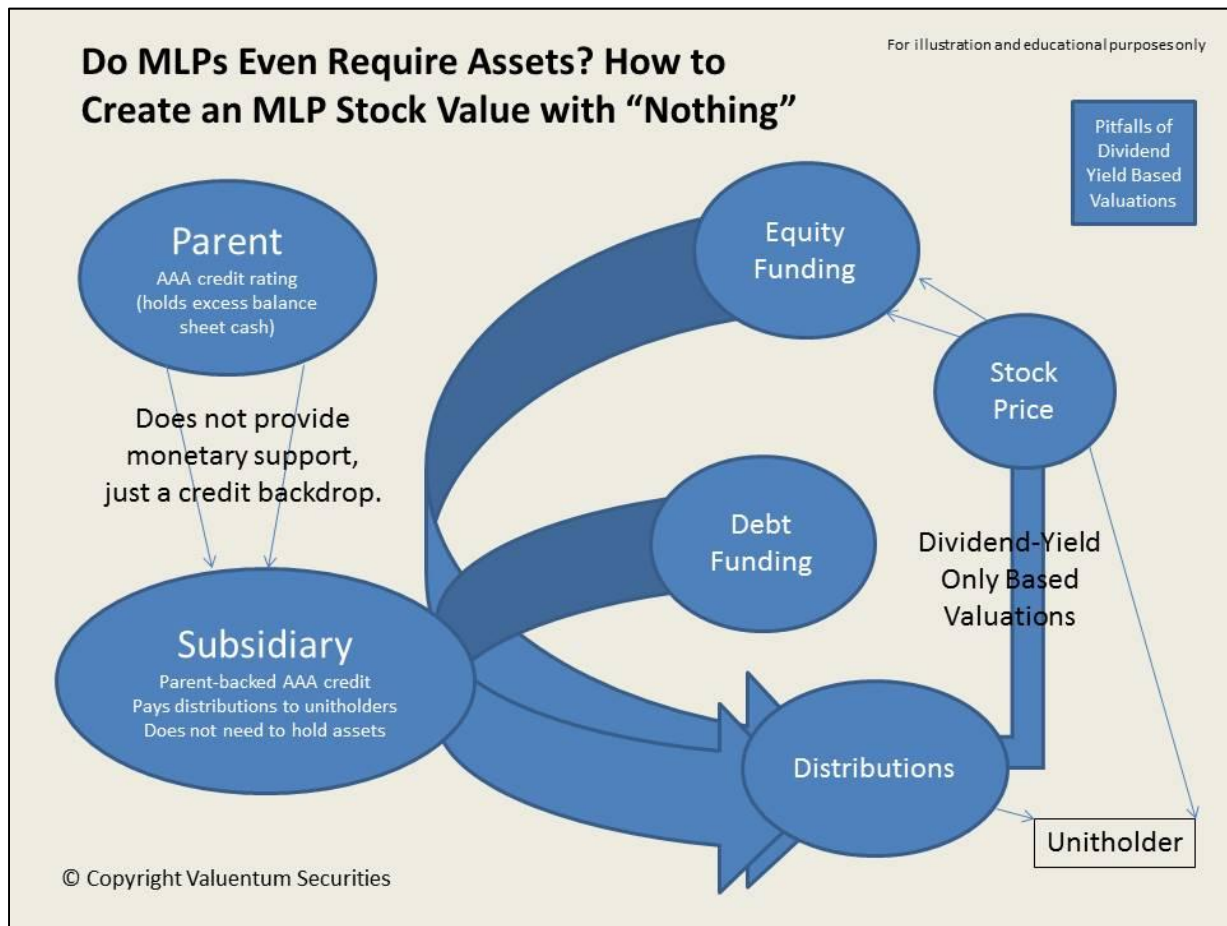 Do MLPs Even Require Assets? How to
Create an MLP Stock Value with “Nothing”
For illustration and educational purposes only
Pitfalls of
Dividend
Yield Based
Valuations
Parent
AAA credit rating
(holds excess balance
sheet cash)
Equity
Funding
Stock
Price
Does not provide
monetary support,
just a credit backdrop.
Debt
Funding
Dividend-Yield
Only Based
Valuations
Subsidiary
Parent-backed AAA credit
Pays distributions to unitholders
Does not need to hold assets
Distributions
Unitholder
© Copyright Valuentum Securities